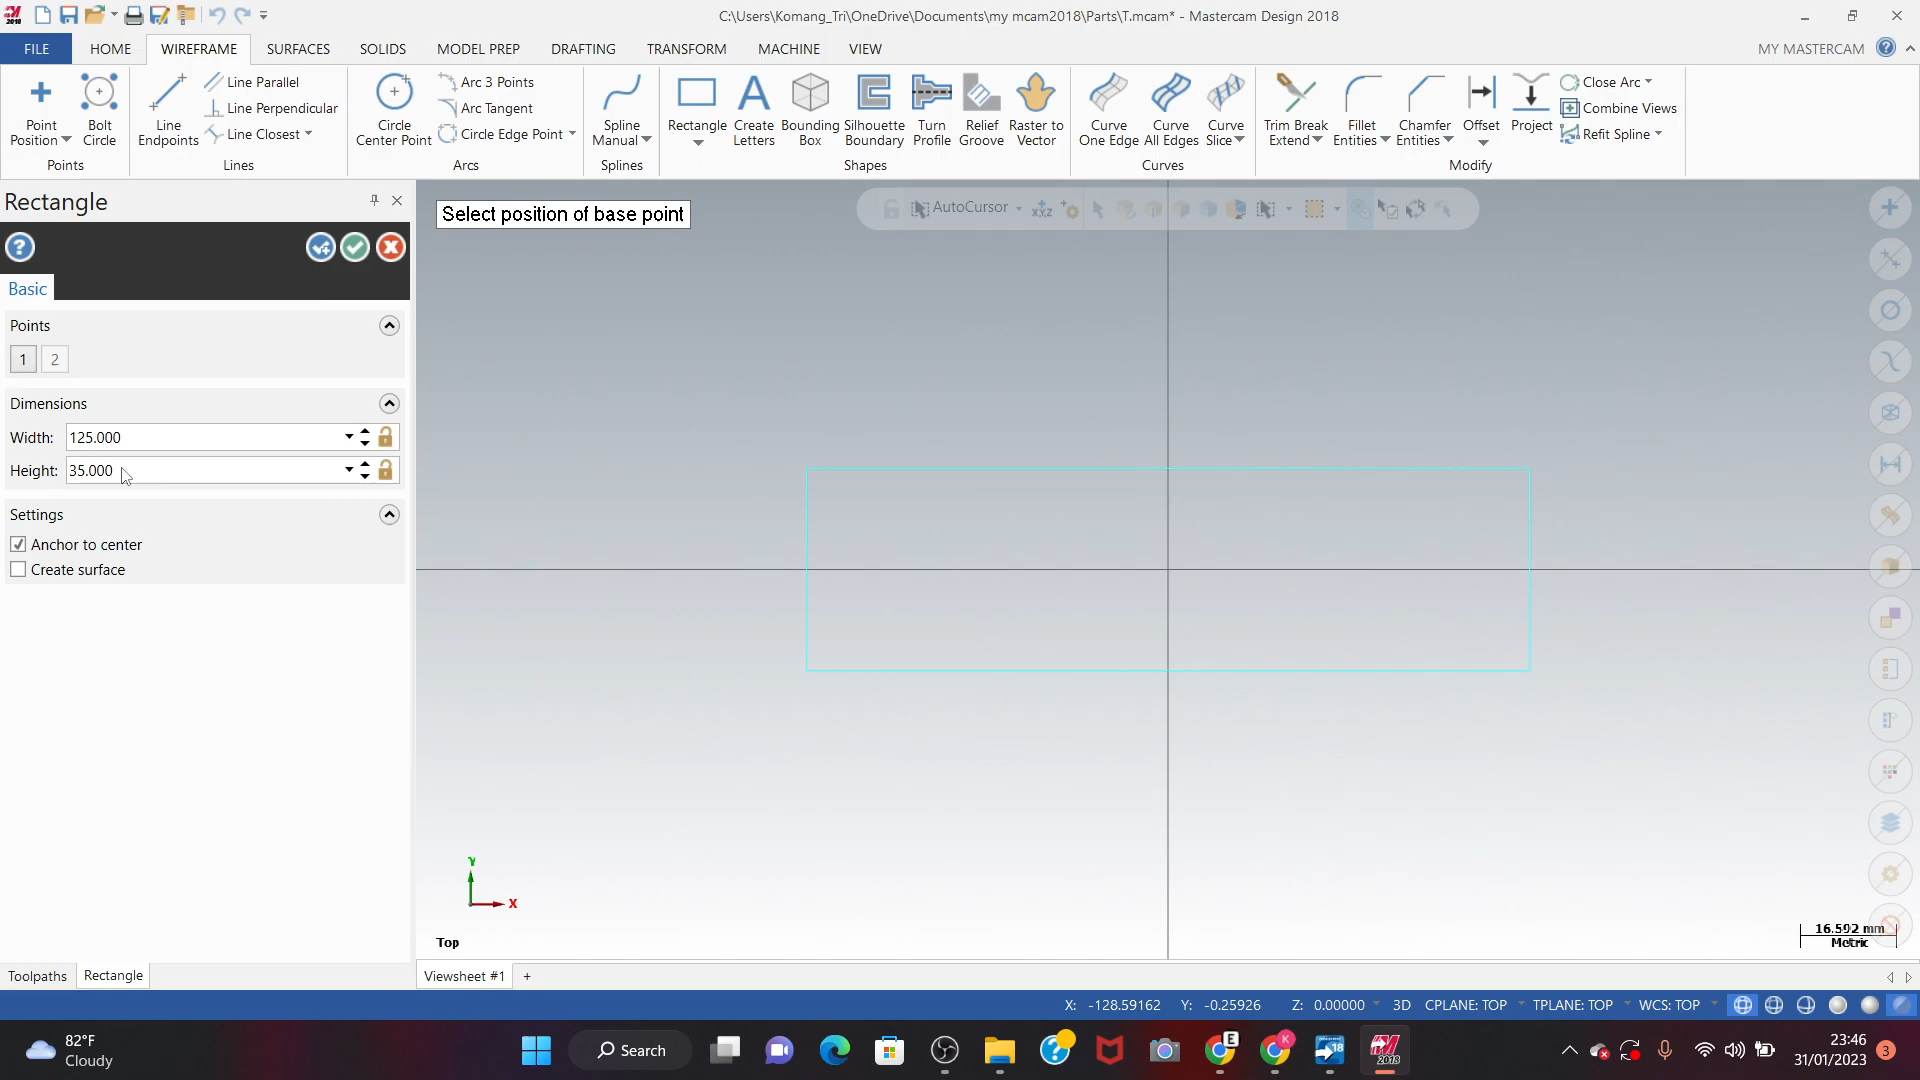 C:\Users\Komang_Tri\OneDrive\Documents\my mcam2018\Parts\T.mcam* - Mastercam Design 2018
FILE HOME WIREFRAME SURFACES SOLIDS MODEL PREP DRAFTING TRANSFORM MACHINE VIEW MY MASTERCAM
Point Position
Bolt Circle
Points
Line Endpoints
Line Parallel
Line Perpendicular
Line Closest
Lines
Circle Center Point
Arc 3 Points
Arc Tangent
Circle Edge Point
Arcs
Spline Manual
Splines
Rectangle
Create Letters
Bounding Box
Silhouette Boundary
Turn Profile
Relief Groove
Raster to Vector
Shapes
Curve One Edge
Curve All Edges
Curve Slice
Curves
Trim Break Extend
Fillet Entities
Chamfer Entities
Offset
Project
Close Arc
Combine Views
Refit Spline
Modify
Rectangle
Basic
Points
1 2
Dimensions
Width: 125.000
Height: 35.000
Settings
Anchor to center
Create surface
Select position of base point
AutoCursor
Y
X
Top
16.592 mm
Metric
Toolpaths Rectangle
Viewsheet #1 +
X: -128.59162 Y: -0.25926 Z: 0.00000 3D CPLANE: TOP TPLANE: TOP WCS: TOP
82°F
Cloudy
Search
E
K
18
2018
23:46
31/01/2023
3